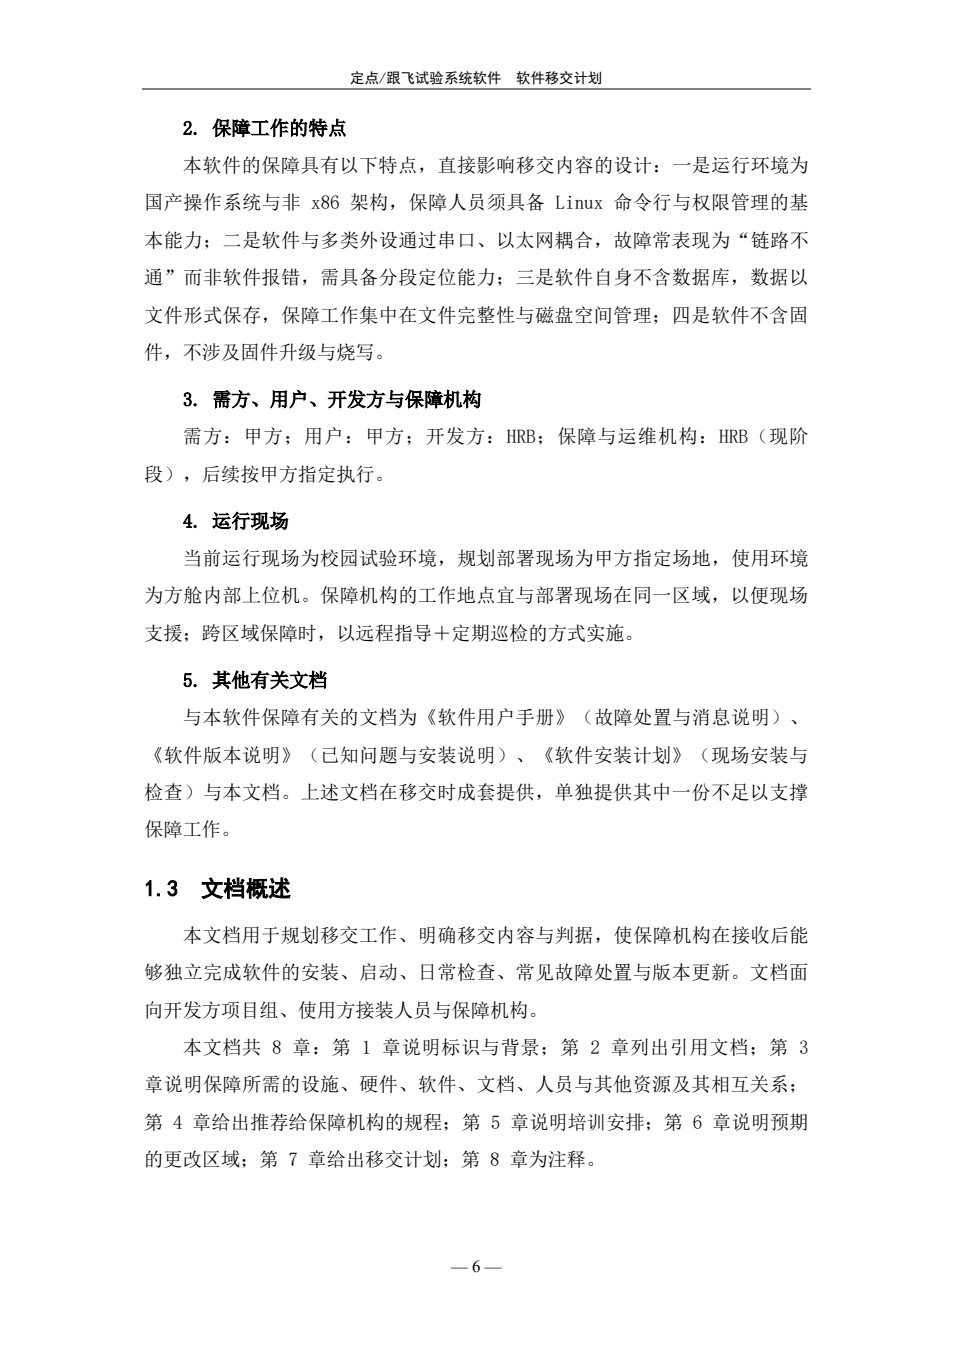 定点/跟飞试验系统软件　软件移交计划
2. 保障工作的特点
本软件的保障具有以下特点，直接影响移交内容的设计：一是运行环境为
国产操作系统与非 x86 架构，保障人员须具备 Linux 命令行与权限管理的基
本能力；二是软件与多类外设通过串口、以太网耦合，故障常表现为“链路不
通”而非软件报错，需具备分段定位能力；三是软件自身不含数据库，数据以
文件形式保存，保障工作集中在文件完整性与磁盘空间管理；四是软件不含固
件，不涉及固件升级与烧写。
3. 需方、用户、开发方与保障机构
需方：甲方；用户：甲方；开发方：HRB；保障与运维机构：HRB（现阶
段），后续按甲方指定执行。
4. 运行现场
当前运行现场为校园试验环境，规划部署现场为甲方指定场地，使用环境
为方舱内部上位机。保障机构的工作地点宜与部署现场在同一区域，以便现场
支援；跨区域保障时，以远程指导＋定期巡检的方式实施。
5. 其他有关文档
与本软件保障有关的文档为《软件用户手册》（故障处置与消息说明）、
《软件版本说明》（已知问题与安装说明）、《软件安装计划》（现场安装与
检查）与本文档。上述文档在移交时成套提供，单独提供其中一份不足以支撑
保障工作。
1.3　文档概述
本文档用于规划移交工作、明确移交内容与判据，使保障机构在接收后能
够独立完成软件的安装、启动、日常检查、常见故障处置与版本更新。文档面
向开发方项目组、使用方接装人员与保障机构。
本文档共 8 章：第 1 章说明标识与背景；第 2 章列出引用文档；第 3
章说明保障所需的设施、硬件、软件、文档、人员与其他资源及其相互关系；
第 4 章给出推荐给保障机构的规程；第 5 章说明培训安排；第 6 章说明预期
的更改区域；第 7 章给出移交计划；第 8 章为注释。
— 6 —